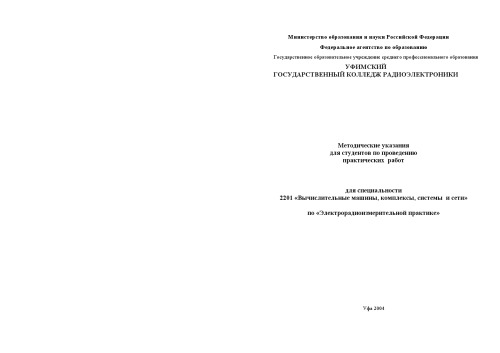 Министерство образования и науки Российской Федерации
Федеральное агентство по образованию
Государственное образовательное учреждение среднего профессионального образования
УФИМСКИЙ
ГОСУДАРСТВЕННЫЙ КОЛЛЕДЖ РАДИОЭЛЕКТРОНИКИ
Методические указания
для студентов по проведению
практических работ
для специальности
2201 «Вычислительные машины, комплексы, системы и сети»
по «Электрорадиоизмерительной практике»
Уфа 2004